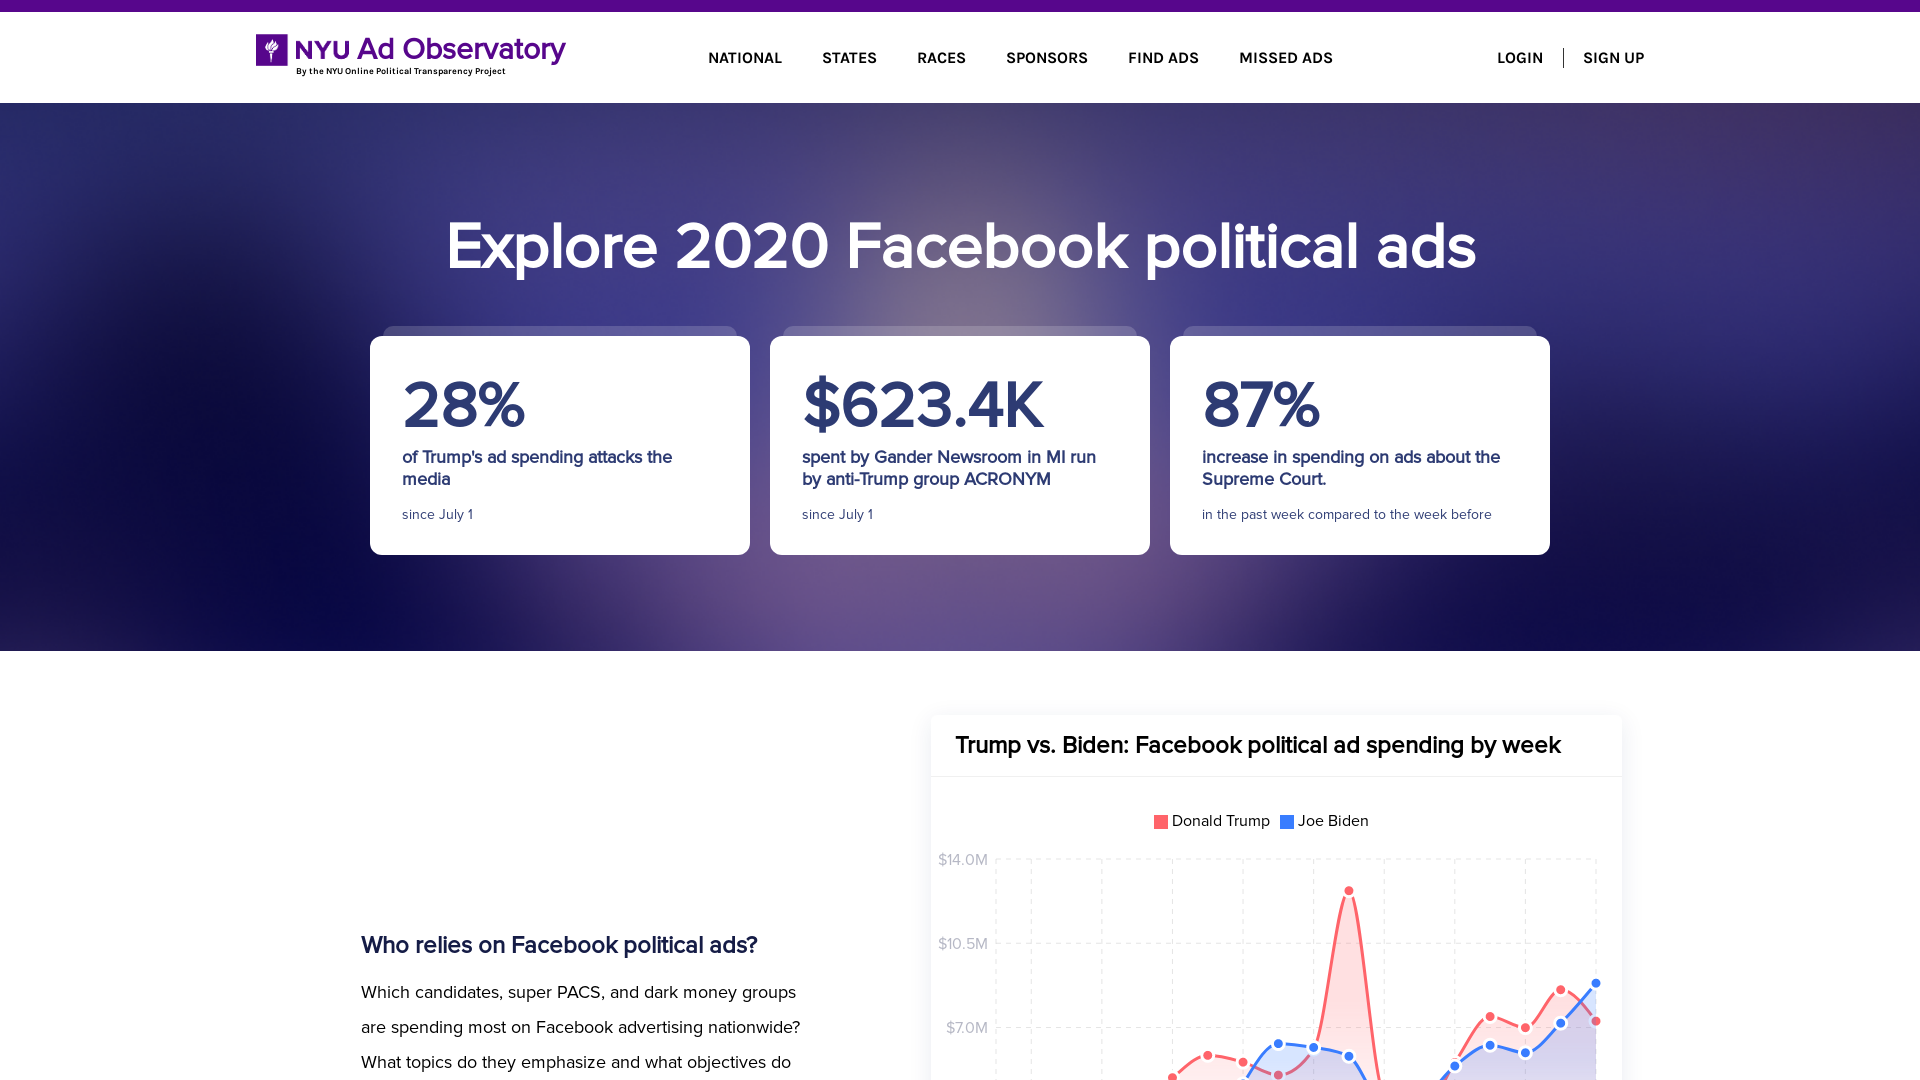 NYU Ad Observatory
By the NYU Online Political Transparency Project
NATIONAL
STATES
RACES
SPONSORS
FIND ADS
MISSED ADS
LOGIN
SIGN UP
Explore 2020 Facebook political ads
28%
of Trump's ad spending attacks the
media
since July 1
$623.4K
spent by Gander Newsroom in MI run
by anti-Trump group ACRONYM
since July 1
87%
increase in spending on ads about the
Supreme Court.
in the past week compared to the week before
Who relies on Facebook political ads?
Which candidates, super PACS, and dark money groups
are spending most on Facebook advertising nationwide?
What topics do they emphasize and what objectives do
Trump vs. Biden: Facebook political ad spending by week
Donald Trump
Joe Biden
$14.0M
$10.5M
$7.0M